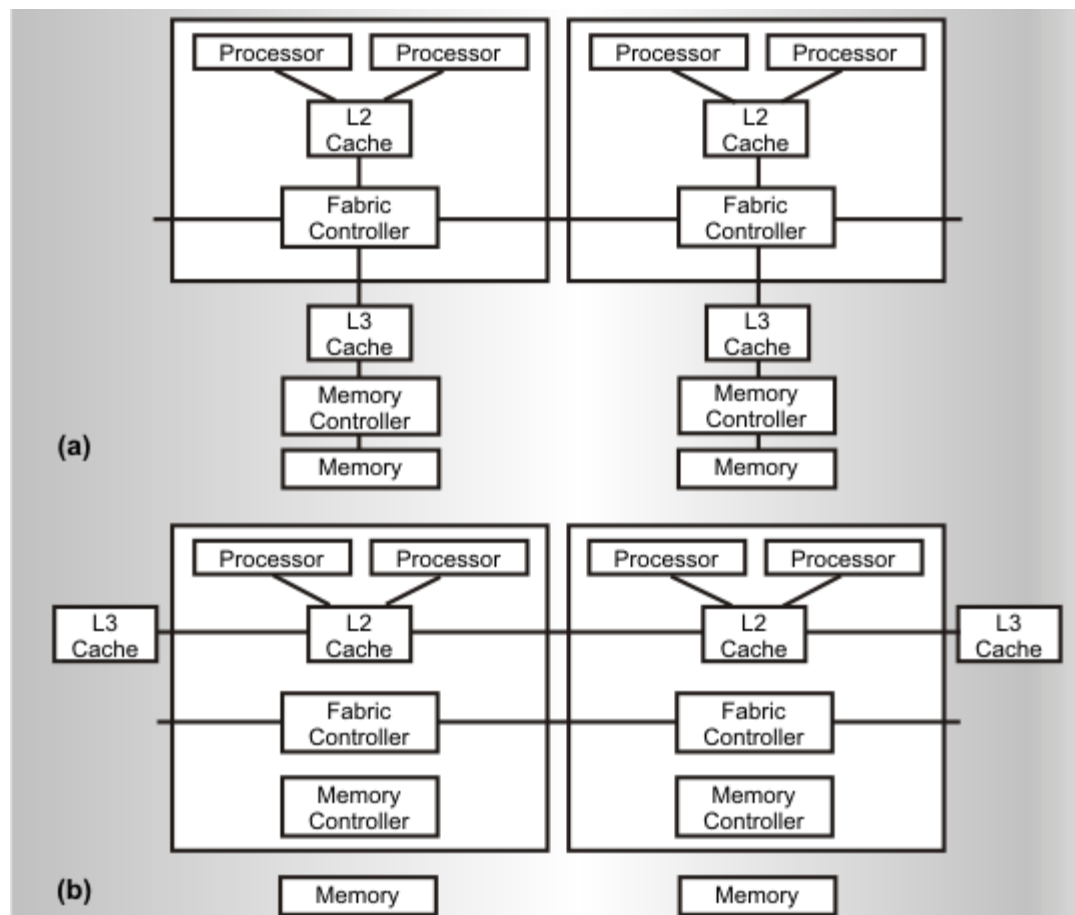 Processor Processor Processor Processor
L2 L2
Cache Cache
Fabric Fabric
Controller Controller
L3 L3
Cache Cache
Memory Memory
Controller Controller
(a)
Memory Memory
Processor Processor Processor Processor
L3 L2 L2 L3
Cache Cache Cache Cache
Fabric Fabric
Controller Controller
Memory Memory
Controller Controller
(b) Memory Memory